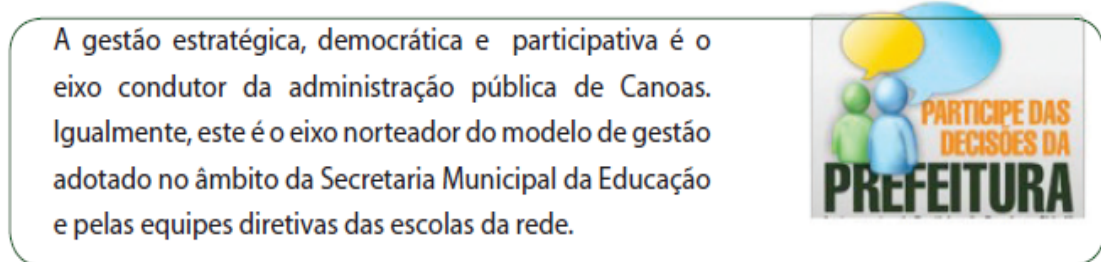 A gestão estratégica, democrática e participativa é o
eixo condutor da administração pública de Canoas.
Igualmente, este é o eixo norteador do modelo de gestão
adotado no âmbito da Secretaria Municipal da Educação
e pelas equipes diretivas das escolas da rede.
PARTICIPE DAS
DECISÕES DA
PREFEITURA